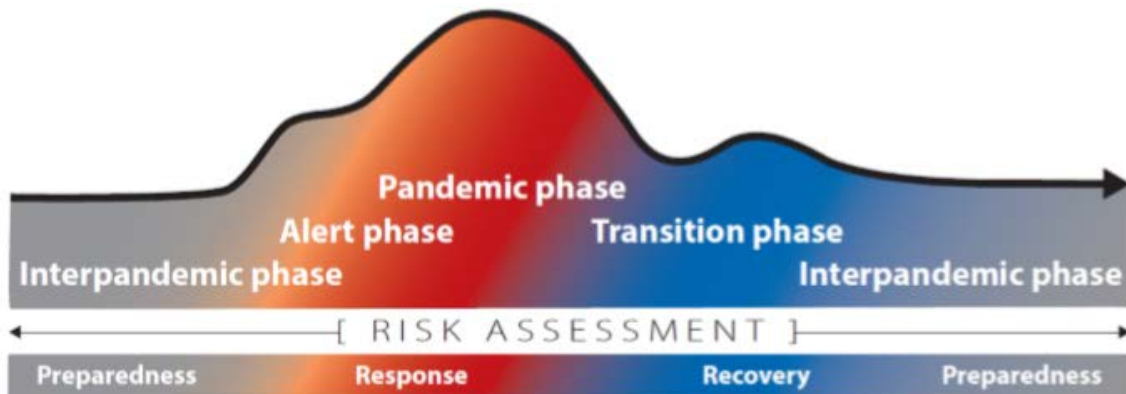 Pandemic phase
Alert phase Transition phase
Interpandemic phase Interpandemic phase
[ RISK ASSESSMENT ]
Preparedness Response Recovery Preparedness